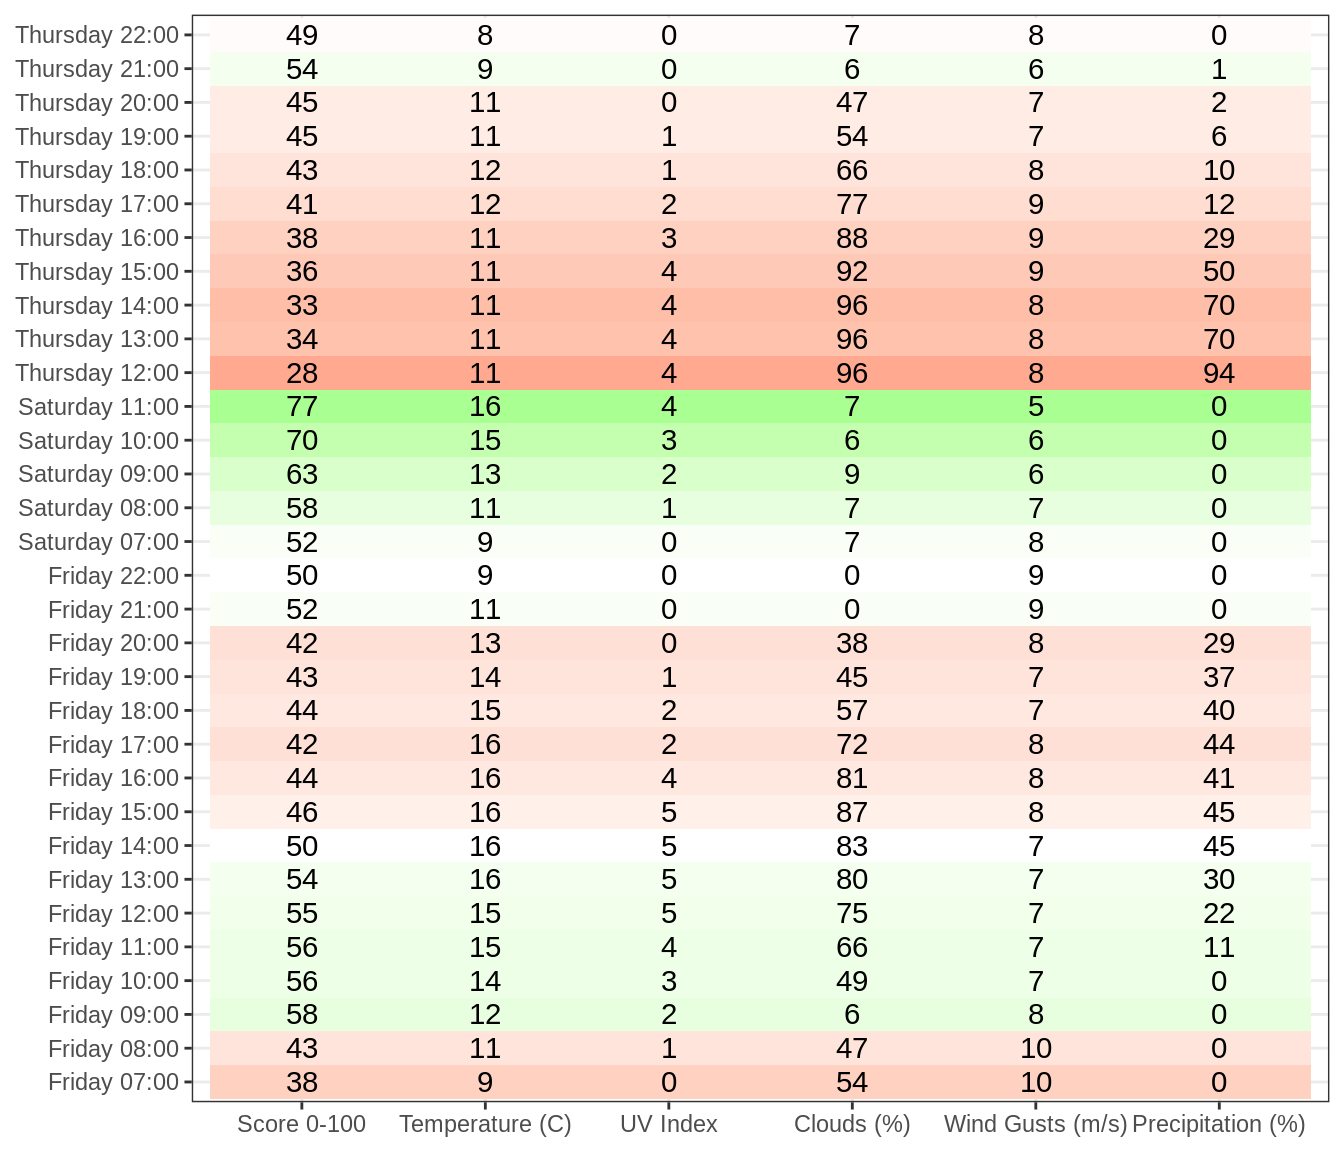 Thursday 22:00 49 8 0 7 8 0
Thursday 21:00 54 9 0 6 6 1
Thursday 20:00 45 11 0 47 7 2
Thursday 19:00 45 11 1 54 7 6
Thursday 18:00 43 12 1 66 8 10
Thursday 17:00 41 12 2 77 9 12
Thursday 16:00 38 11 3 88 9 29
Thursday 15:00 36 11 4 92 9 50
Thursday 14:00 33 11 4 96 8 70
Thursday 13:00 34 11 4 96 8 70
Thursday 12:00 28 11 4 96 8 94
Saturday 11:00 77 16 4 7 5 0
Saturday 10:00 70 15 3 6 6 0
Saturday 09:00 63 13 2 9 6 0
Saturday 08:00 58 11 1 7 7 0
Saturday 07:00 52 9 0 7 8 0
Friday 22:00 50 9 0 0 9 0
Friday 21:00 52 11 0 0 9 0
Friday 20:00 42 13 0 38 8 29
Friday 19:00 43 14 1 45 7 37
Friday 18:00 44 15 2 57 7 40
Friday 17:00 42 16 2 72 8 44
Friday 16:00 44 16 4 81 8 41
Friday 15:00 46 16 5 87 8 45
Friday 14:00 50 16 5 83 7 45
Friday 13:00 54 16 5 80 7 30
Friday 12:00 55 15 5 75 7 22
Friday 11:00 56 15 4 66 7 11
Friday 10:00 56 14 3 49 7 0
Friday 09:00 58 12 2 6 8 0
Friday 08:00 43 11 1 47 10 0
Friday 07:00 38 9 0 54 10 0
Score 0-100 Temperature (C) UV Index Clouds (%) Wind Gusts (m/s) Precipitation (%)